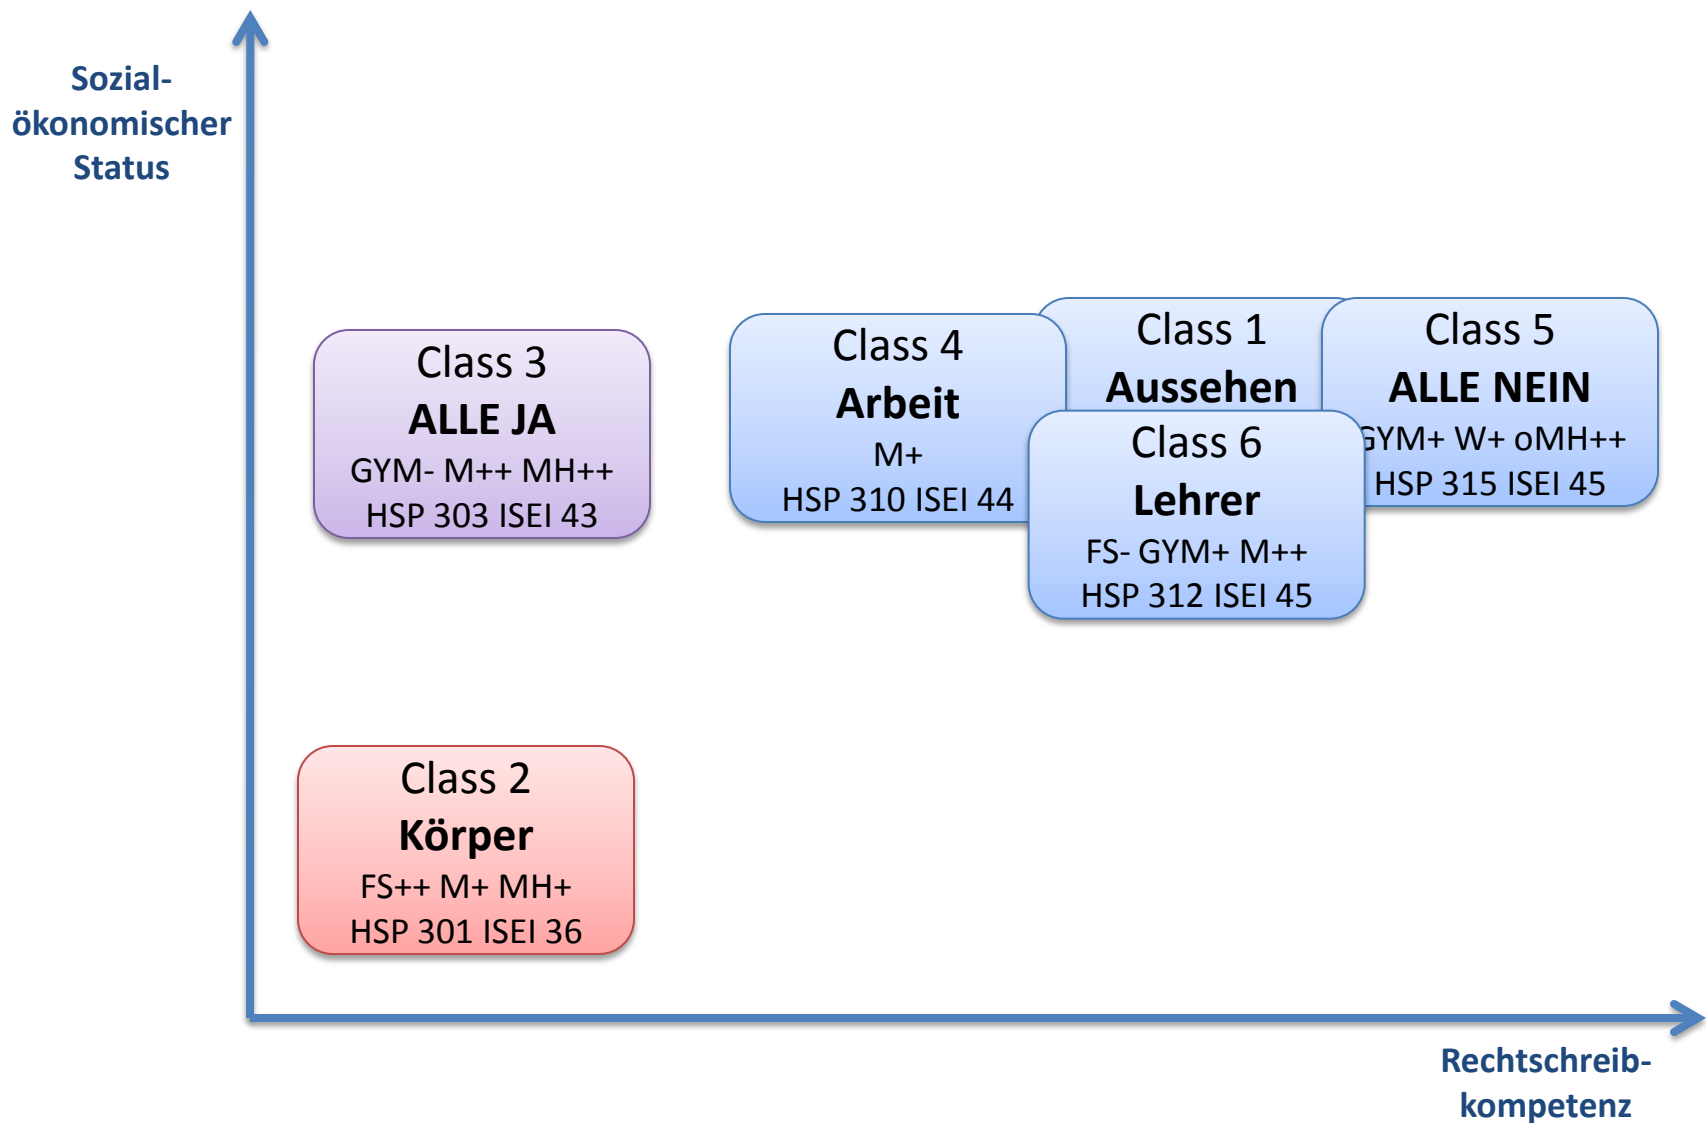 Sozial-
ökonomischer
Status
Class 3
ALLE JA
GYM- M++ MH++
HSP 303 ISEI 43
Class 4
Arbeit
M+
HSP 310 ISEI 44
Class 1
Aussehen
Class 6
Lehrer
FS- GYM+ M++
HSP 312 ISEI 45
Class 5
ALLE NEIN
GYM+ W+ oMH++
HSP 315 ISEI 45
Class 2
Körper
FS++ M+ MH+
HSP 301 ISEI 36
Rechtschreib-
kompetenz